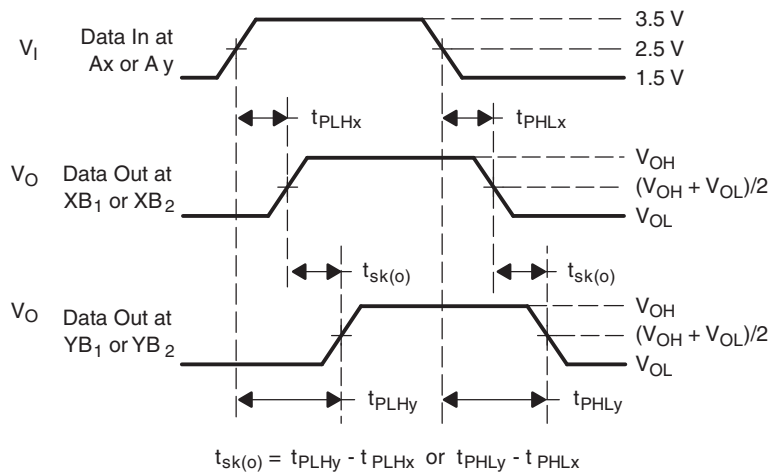 3.5 V
V_I
Data In at
Ax or A y
2.5 V
1.5 V
t_PLHx
t_PHLx
V_O
Data Out at
XB_1 or XB_2
V_OH
(V_OH + V_OL)/2
V_OL
t_sk(o)
t_sk(o)
V_O
Data Out at
YB_1 or YB_2
V_OH
(V_OH + V_OL)/2
V_OL
t_PLHy
t_PHLy
t_sk(o) = t_PLHy - t_PLHx or t_PHLy - t_PHLx